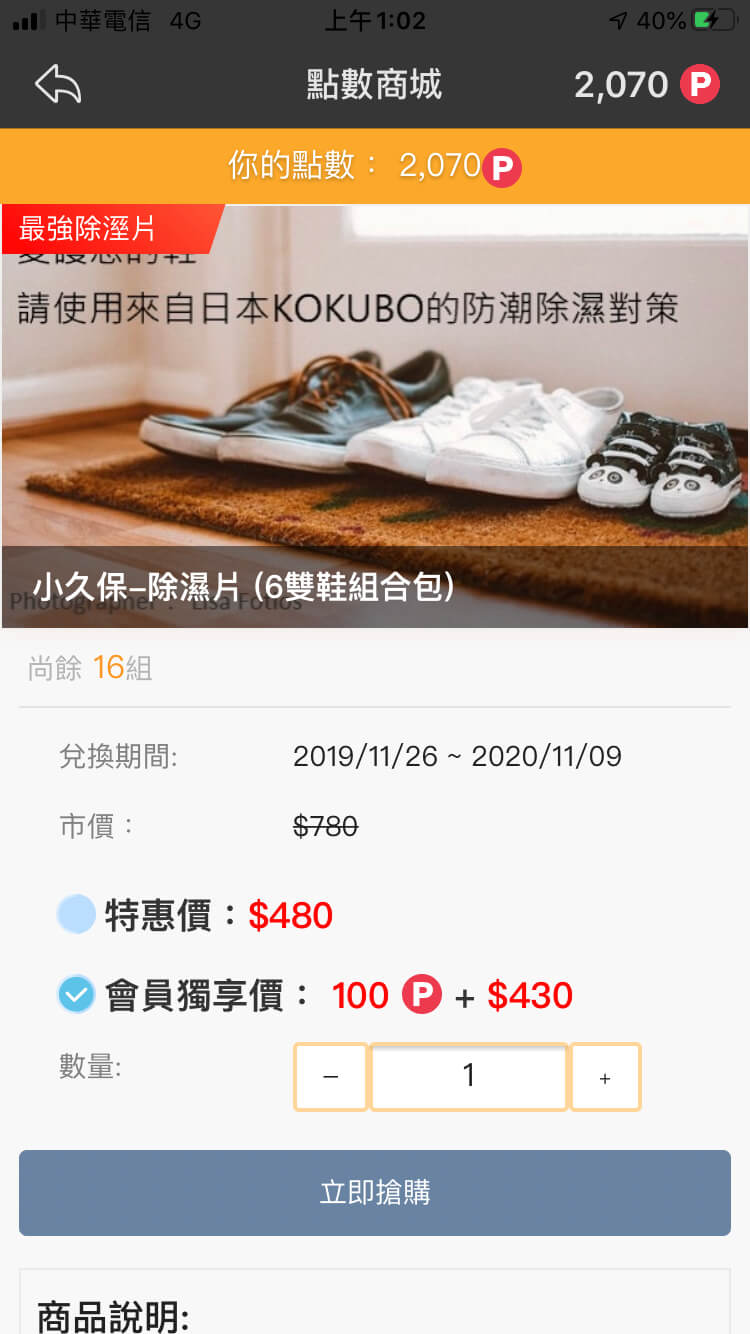 中華電信 4G 上午1:02 40%
點數商城 2,070 P
你的點數： 2,070 P
最強除溼片
請使用來自日本KOKUBO的防潮除濕對策
小久保–除濕片 (6雙鞋組合包)
Photographer： Lisa Fotios
尚餘 16組
兌換期間: 2019/11/26 ~ 2020/11/09
市價： $780
特惠價：$480
會員獨享價： 100 P + $430
數量: – 1 +
立即搶購
商品說明: